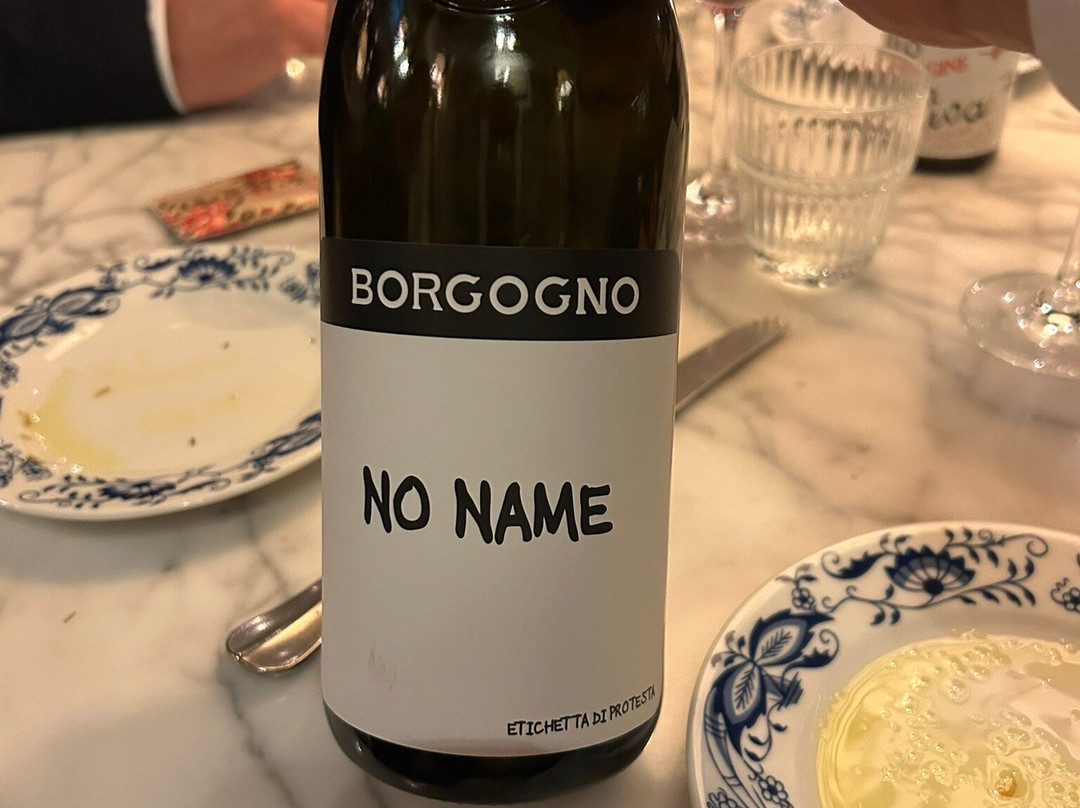 BORGOGNO
NO NAME
ETICHETTA DI PROTESTA